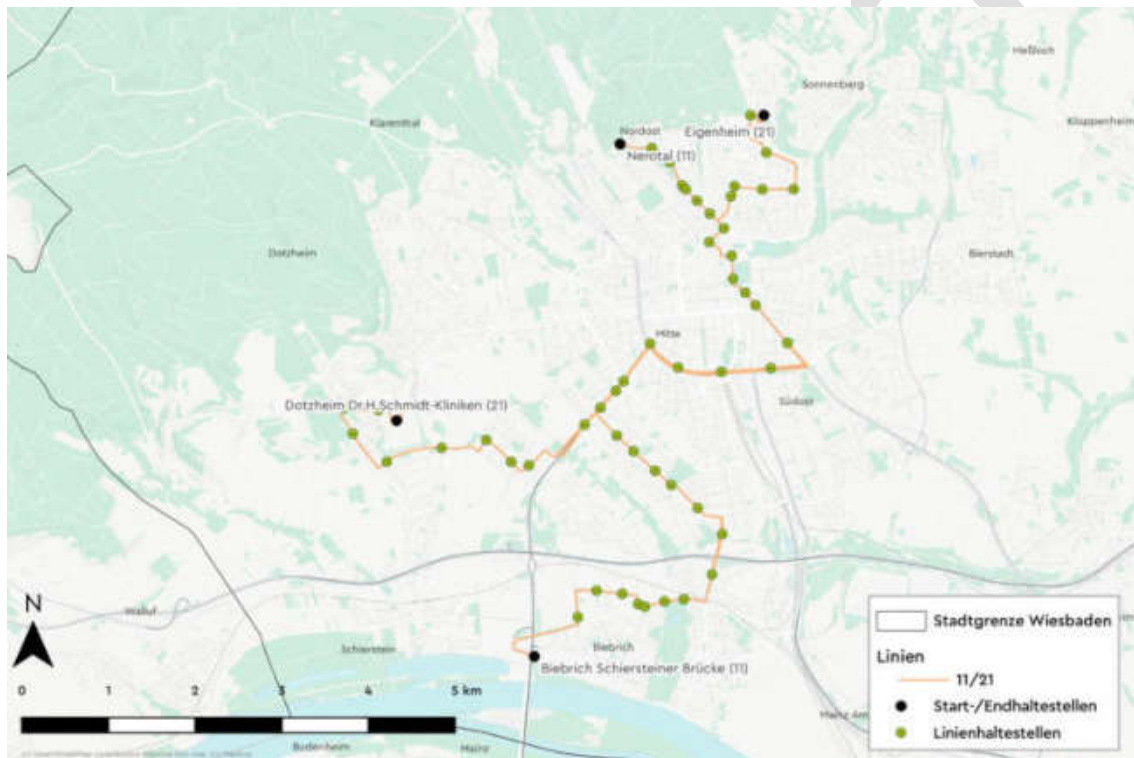 Heßloch
Sonnenberg
Kloppenheim
Klarenthal
Nordost
Eigenheim (21)
Nerotal (11)
Dotzheim
Bierstadt
Mitte
Südost
Dotzheim Dr.H.Schmidt-Kliniken (21)
N
Walluf
Schierstein
Biebrich
Biebrich Schiersteiner Brücke (11)
0 1 2 3 4 5 km
Budenheim
Mainz
Stadtgrenze Wiesbaden
Linien
11/21
Start-/Endhaltestellen
Linienhaltestellen